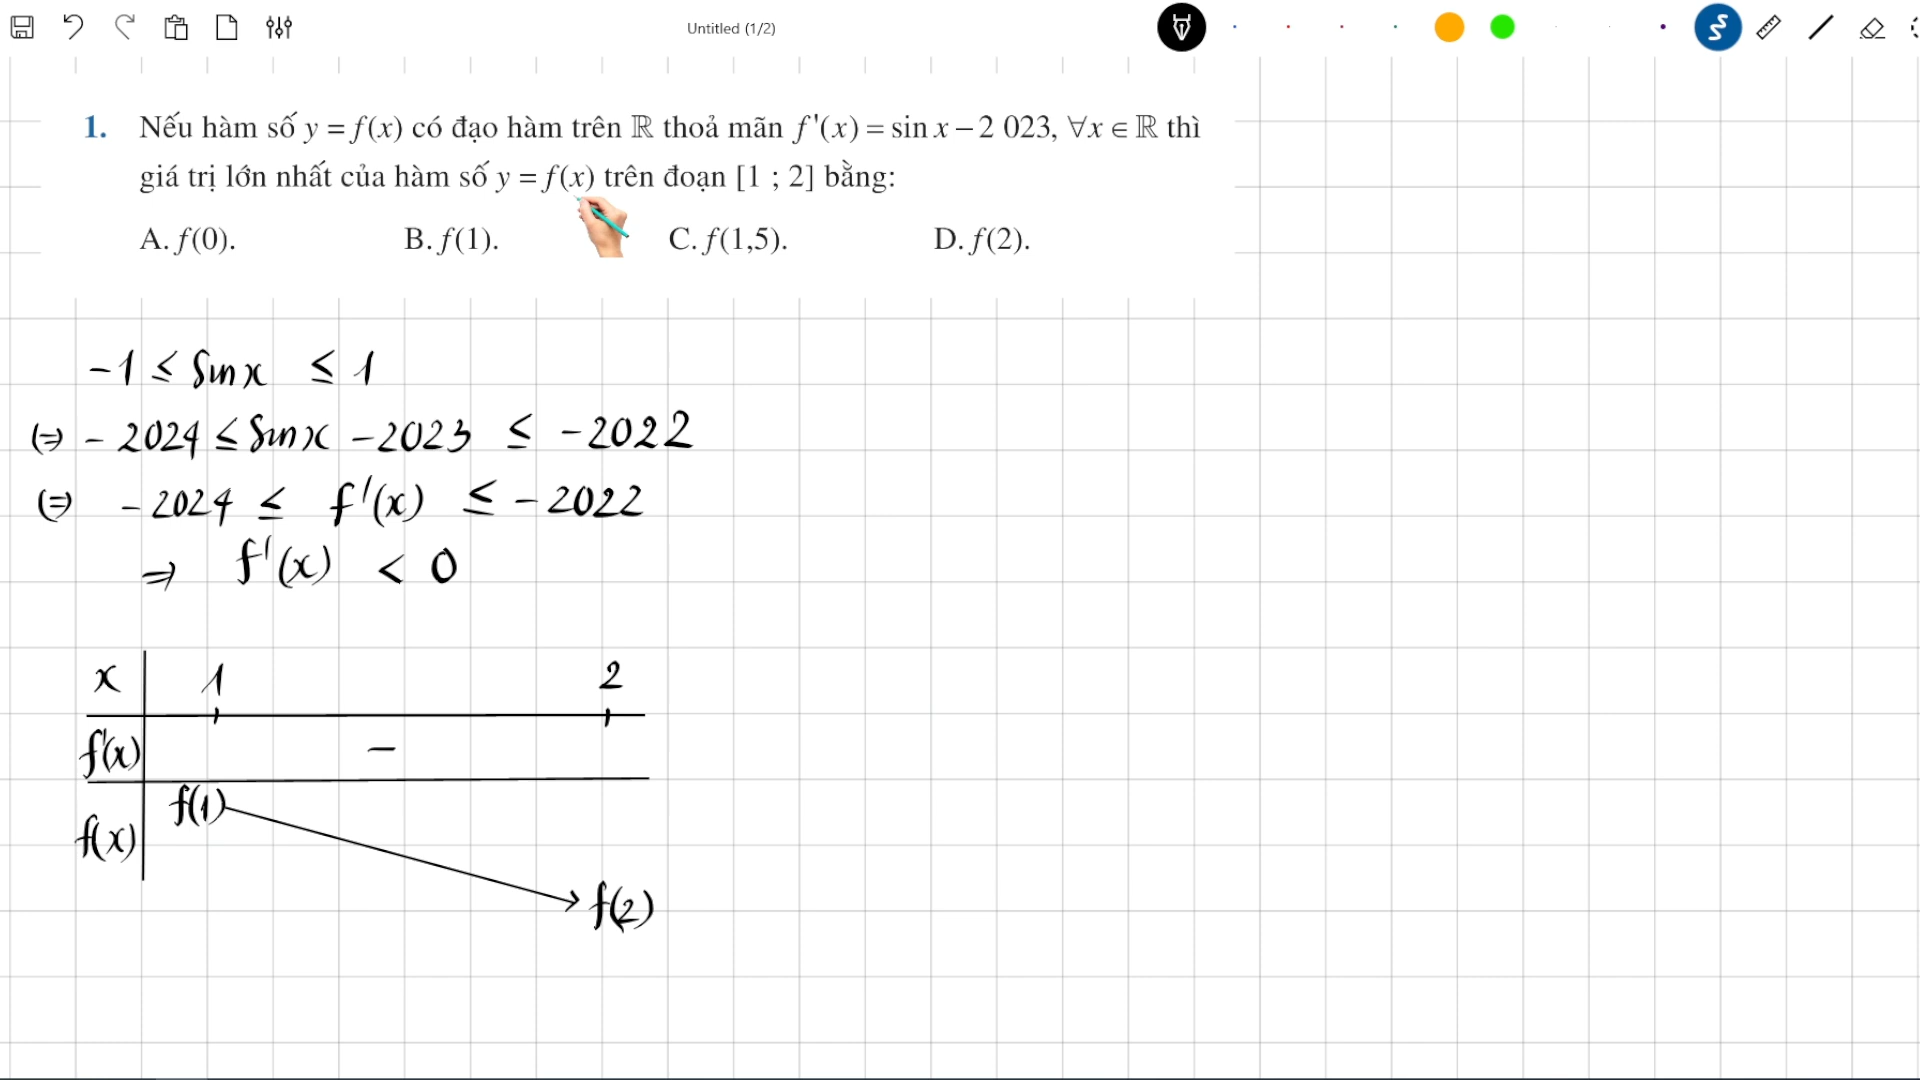 Untitled (1/2)
1. Nếu hàm số y = f(x) có đạo hàm trên ℝ thoả mãn f'(x) = sin x – 2 023, ∀x ∈ ℝ thì
giá trị lớn nhất của hàm số y = f(x) trên đoạn [1 ; 2] bằng:
A. f(0). B. f(1). C. f(1,5). D. f(2).
-1 ≤ sin x ≤ 1
(=) -2024 ≤ sin x -2023 ≤ -2022
(=) -2024 ≤ f'(x) ≤ -2022
⇒ f'(x) < 0
x 1 2
f'(x) −
f(x) f(1)
f(2)